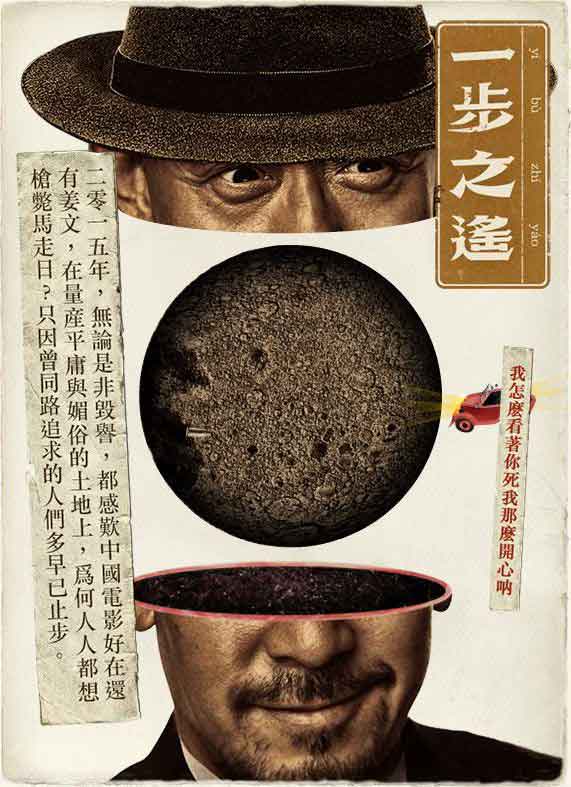 一步之遙
yī bù zhī yáo
二零一五年，無論是非毀譽，都感歎中國電影好在還
有姜文，在量産平庸與媚俗的土地上，爲何人人都想
槍斃馬走日？只因曾同路追求的人們多早已止步。
我怎麼看著你死我那麼開心呐